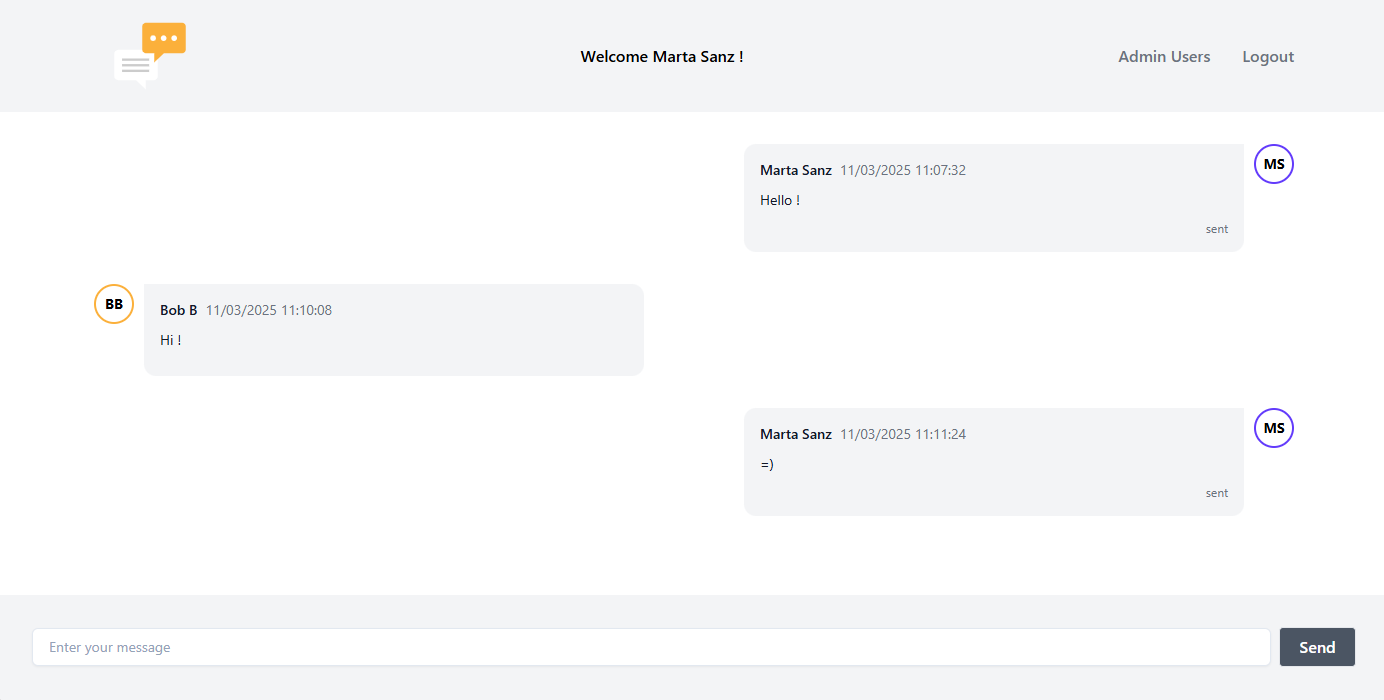 Welcome Marta Sanz !
Admin Users
Logout
Marta Sanz 11/03/2025 11:07:32
MS
Hello !
sent
BB
Bob B 11/03/2025 11:10:08
Hi !
Marta Sanz 11/03/2025 11:11:24
MS
=)
sent
Enter your message
Send